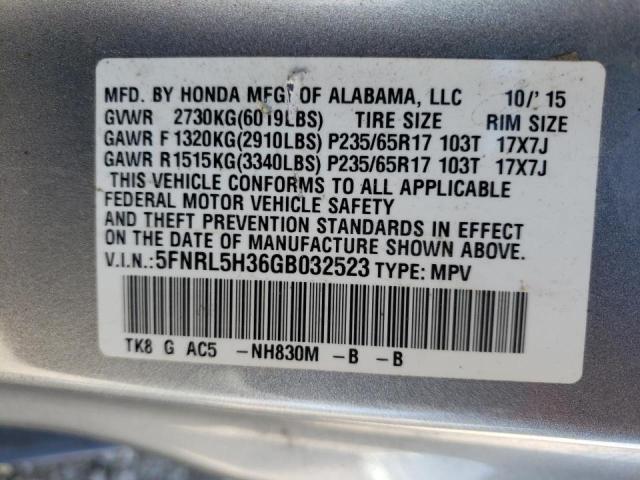 MFD. BY HONDA MFG. OF ALABAMA, LLC 10/'15
GVWR 2730KG(6019LBS) TIRE SIZE RIM SIZE
GAWR F 1320KG(2910LBS) P235/65R17 103T 17X7J
GAWR R1515KG(3340LBS) P235/65R17 103T 17X7J
THIS VEHICLE CONFORMS TO ALL APPLICABLE
FEDERAL MOTOR VEHICLE SAFETY
AND THEFT PREVENTION STANDARDS IN EFFECT
ON THE DATE OF MANUFACTURE SHOWN ABOVE.
V.I.N.:5FNRL5H36GB032523 TYPE: MPV
TK8 G AC5 -NH830M -B -B